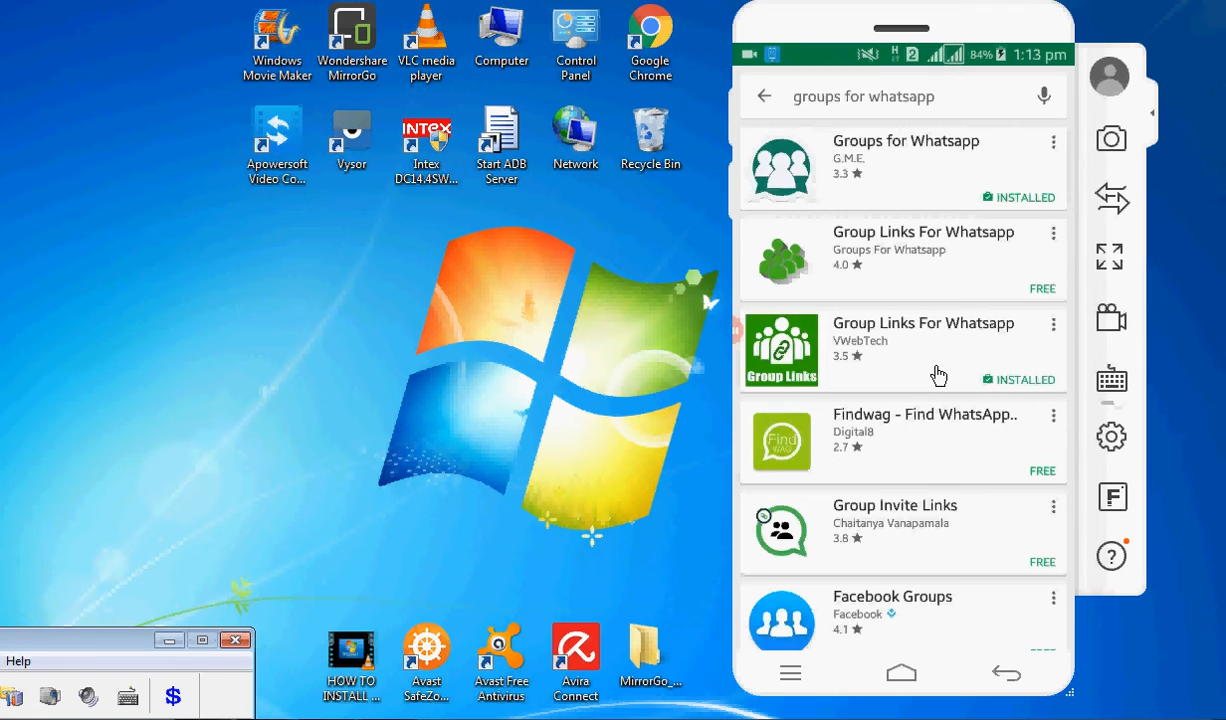 Windows
Movie Maker
Wondershare
MirrorGo
VLC media
player
Computer
Control
Panel
Google
Chrome
Apowersoft
Video Co...
Vysor
INTEX
Intex
DC14.4SW...
Start ADB
Server
Network
Recycle Bin
Help
$
HOW TO
INSTALL ...
Avast
SafeZo...
Avast Free
Antivirus
Avira
Connect
MirrorGo_...
H
2
84%
1:13 pm
groups for whatsapp
Groups for Whatsapp
G.M.E.
3.3 ★
INSTALLED
Group Links For Whatsapp
Groups For Whatsapp
4.0 ★
FREE
Group Links
Group Links For Whatsapp
VWebTech
3.5 ★
INSTALLED
Find
WAG
Findwag - Find WhatsApp..
Digital8
2.7 ★
FREE
Group Invite Links
Chaitanya Vanapamala
3.8 ★
FREE
Facebook Groups
Facebook
4.1 ★
F
?